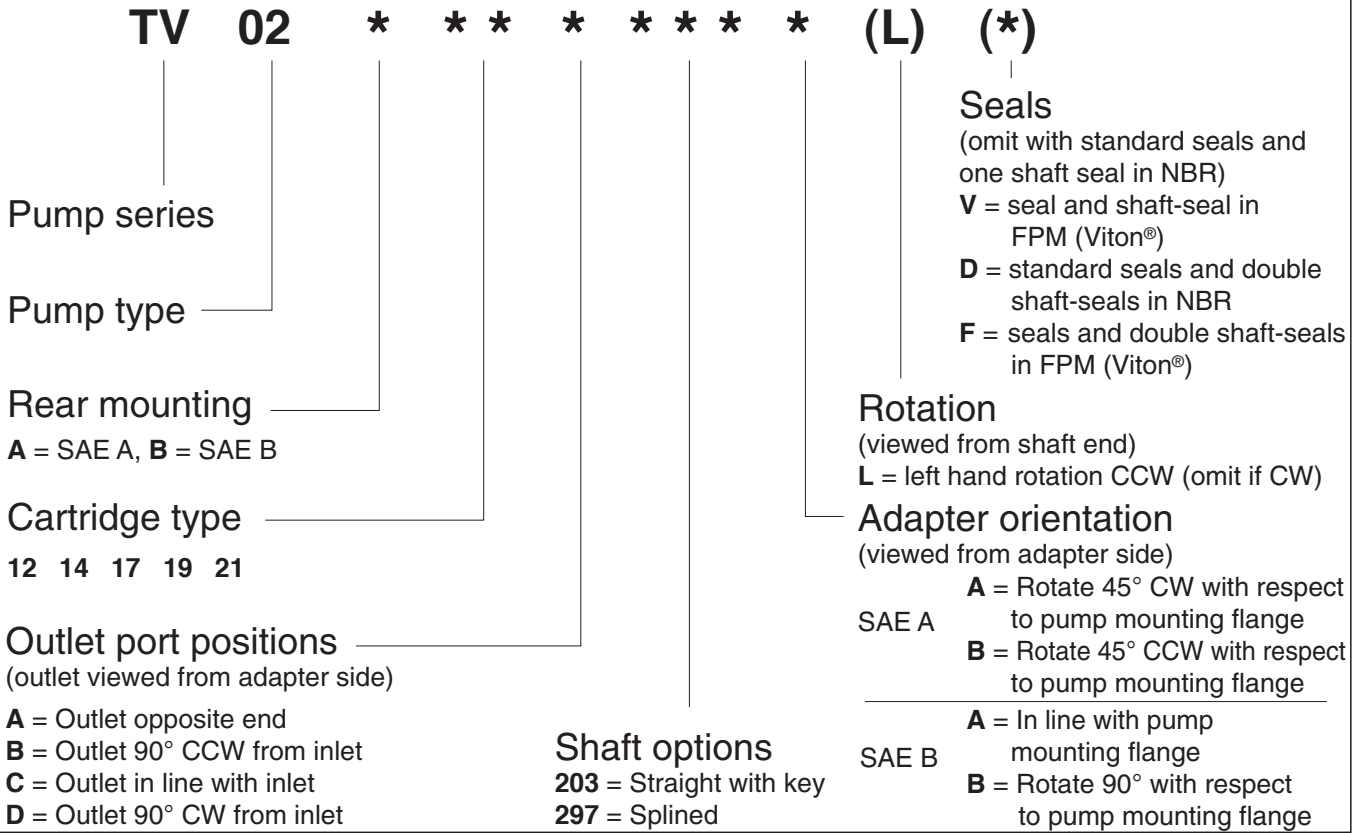 TV 02 * * * * * * * * (L) (*)
Pump series
Pump type
Rear mounting
A = SAE A, B = SAE B
Cartridge type
12 14 17 19 21
Outlet port positions
(outlet viewed from adapter side)
A = Outlet opposite end
B = Outlet 90° CCW from inlet
C = Outlet in line with inlet
D = Outlet 90° CW from inlet
Shaft options
203 = Straight with key
297 = Splined
Seals
(omit with standard seals and
one shaft seal in NBR)
V = seal and shaft-seal in
FPM (Viton®)
D = standard seals and double
shaft-seals in NBR
F = seals and double shaft-seals
in FPM (Viton®)
Rotation
(viewed from shaft end)
L = left hand rotation CCW (omit if CW)
Adapter orientation
(viewed from adapter side)
SAE A
A = Rotate 45° CW with respect
to pump mounting flange
B = Rotate 45° CCW with respect
to pump mounting flange
SAE B
A = In line with pump
mounting flange
B = Rotate 90° with respect
to pump mounting flange